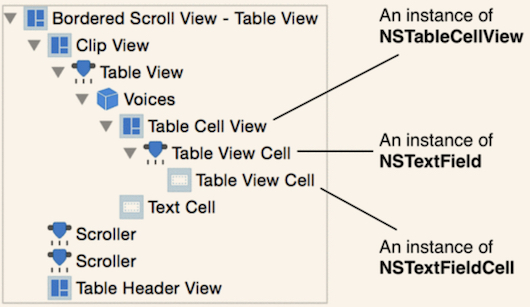 Bordered Scroll View - Table View
Clip View
Table View
Voices
Table Cell View
Table View Cell
Table View Cell
Text Cell
Scroller
Scroller
Table Header View
An instance of
NSTableCellView
An instance of
NSTextField
An instance of
NSTextFieldCell